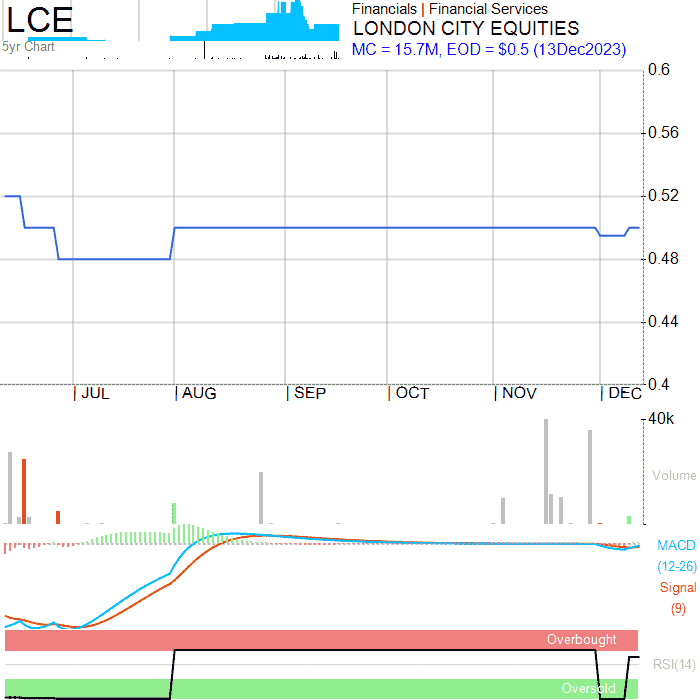 LCE
5yr Chart
Financials | Financial Services
LONDON CITY EQUITIES
MC = 15.7M, EOD = $0.5 (13Dec2023)
0.6
0.56
0.52
0.48
0.44
0.4
| JUL | AUG | SEP | OCT | NOV | DEC
40k
Volume
MACD
(12-26)
Signal
(9)
Overbought
RSI(14)
Oversold